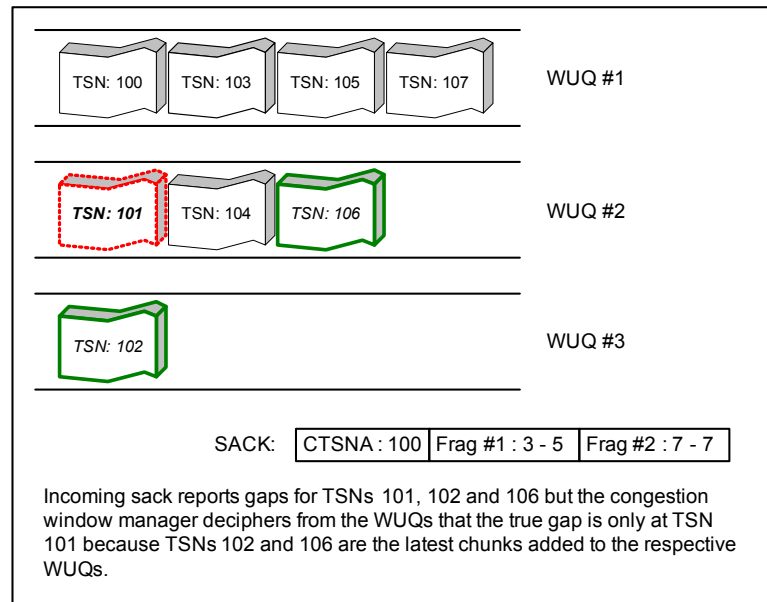 TSN: 100 TSN: 103 TSN: 105 TSN: 107 WUQ #1
TSN: 101 TSN: 104 TSN: 106 WUQ #2
TSN: 102 WUQ #3
SACK: CTSNA : 100 Frag #1 : 3 - 5 Frag #2 : 7 - 7
Incoming sack reports gaps for TSNs 101, 102 and 106 but the congestion
window manager deciphers from the WUQs that the true gap is only at TSN
101 because TSNs 102 and 106 are the latest chunks added to the respective
WUQs.